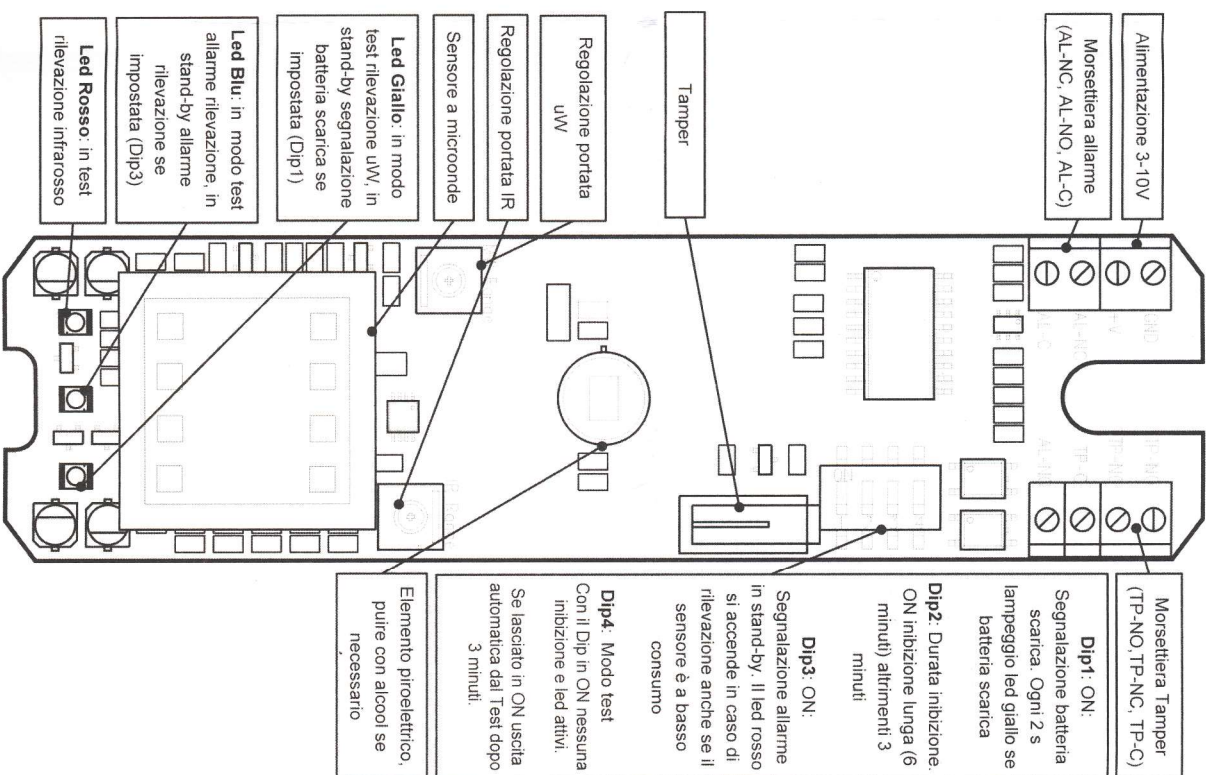 Alimentazione 3-10V
Morsettiera allarme
(AL-NC, AL-NO, AL-C)
Tamper
Regolazione portata
uW
Regolazione portata IR
Sensore a microonde
Led Giallo: in modo
test rilevazione uW, in
stand-by segnalazione
batteria scarica se
impostata (Dip1)
Led Blu: in modo test
allarme rilevazione, in
stand-by allarme
rilevazione se
impostata (Dip3)
Led Rosso: in test
rilevazione infrarosso
GND
+V
AL-NC
AL-C
TP-C
Morsettiera Tamper
(TP-NO,TP-NC, TP-C)
Dip1: ON:
Segnalazione batteria
scarica. Ogni 2 s
lampeggio led giallo se
batteria scarica
Dip2: Durata inibizione.
ON inibizione lunga (6
minuti) altrimenti 3
minuti
Dip3: ON:
Segnalazione allarme
in stand-by. Il led rosso
si accende in caso di
rilevazione anche se il
sensore è a basso
consumo
Dip4: Modo test
Con il Dip in ON nessuna
inibizione e led attivi.
Se lasciato in ON uscita
automatica dal Test dopo
3 minuti.
Elemento piroelettrico,
puire con alcool se
necessario